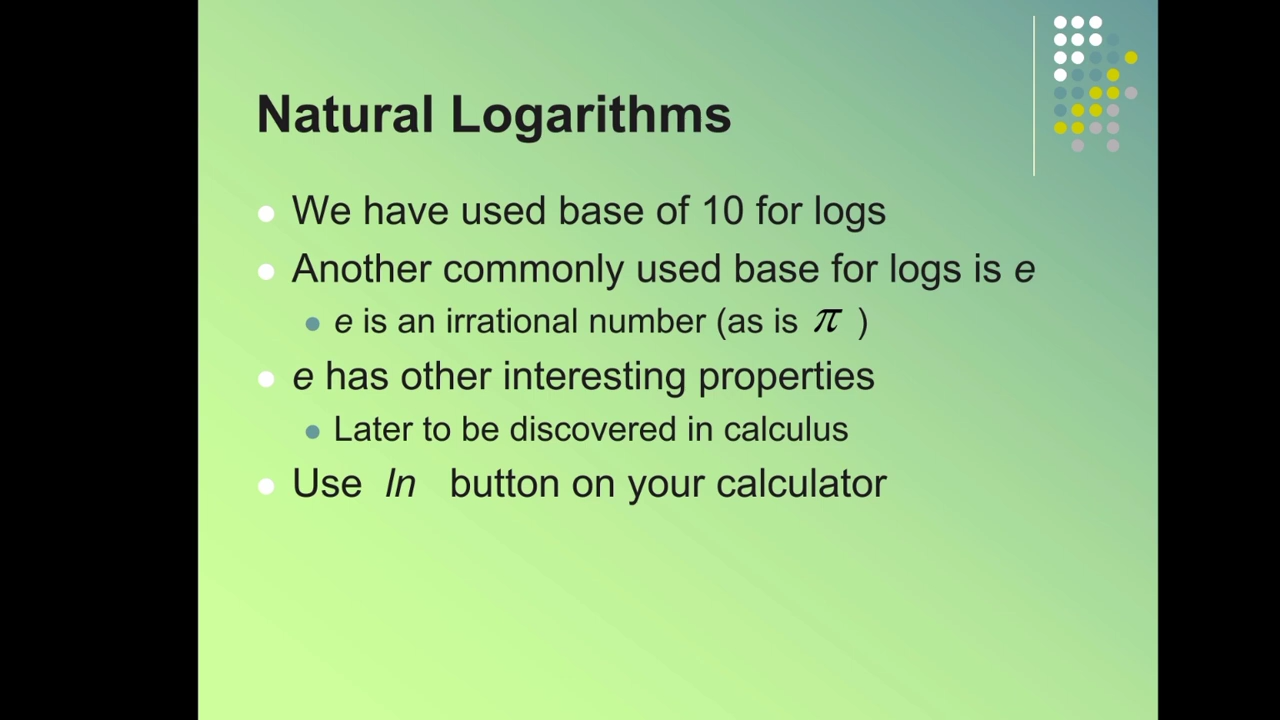 Natural Logarithms
We have used base of 10 for logs
Another commonly used base for logs is e
e is an irrational number (as is π )
e has other interesting properties
Later to be discovered in calculus
Use ln button on your calculator